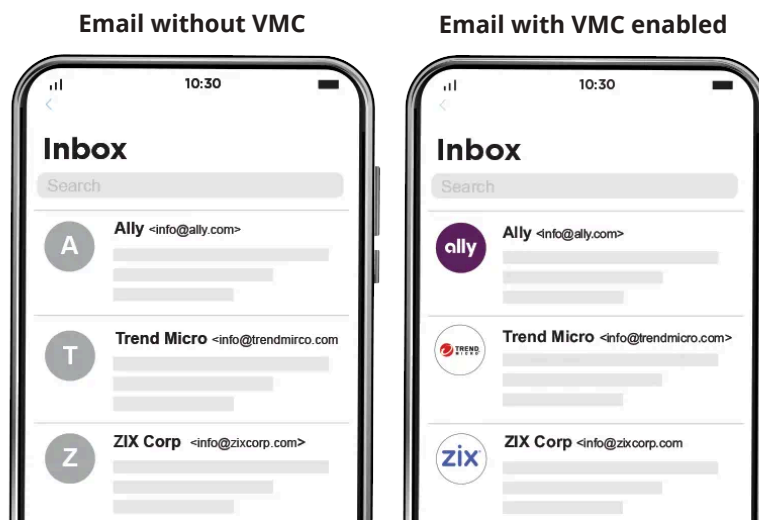 Email without VMC
10:30
Inbox
Search
A
Ally <info@ally.com>
T
Trend Micro <info@trendmirco.com
Z
ZIX Corp <info@zixcorp.com>
Email with VMC enabled
10:30
Inbox
Search
ally
Ally <info@ally.com>
TREND
MICRO
Trend Micro <info@trendmicro.com>
zix
ZIX Corp <info@zixcorp.com